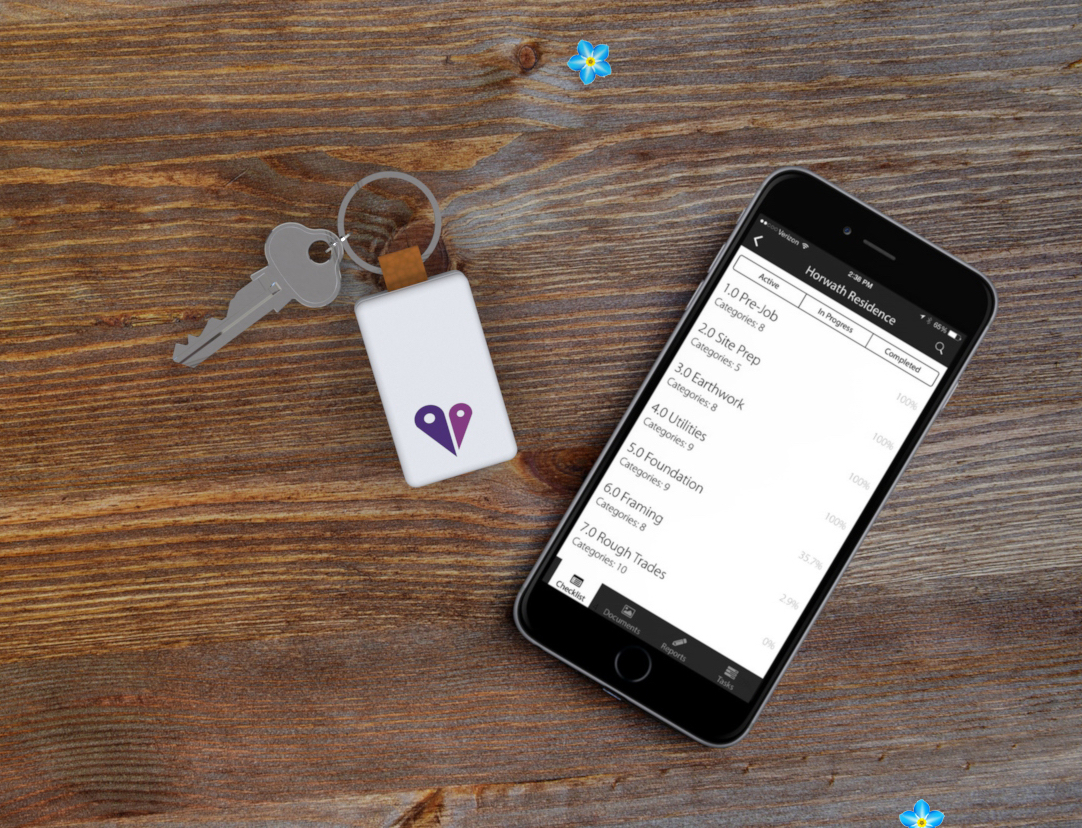 Verizon
2:38 PM
66%
Horwath Residence
Active
In Progress
Completed
1.0 Pre-Job
Categories: 8
100%
2.0 Site Prep
Categories: 5
100%
3.0 Earthwork
Categories: 8
100%
4.0 Utilities
Categories: 9
100%
5.0 Foundation
Categories: 9
35.7%
6.0 Framing
Categories: 8
2.9%
7.0 Rough Trades
Categories: 10
0%
Checklist
Documents
Reports
Tasks